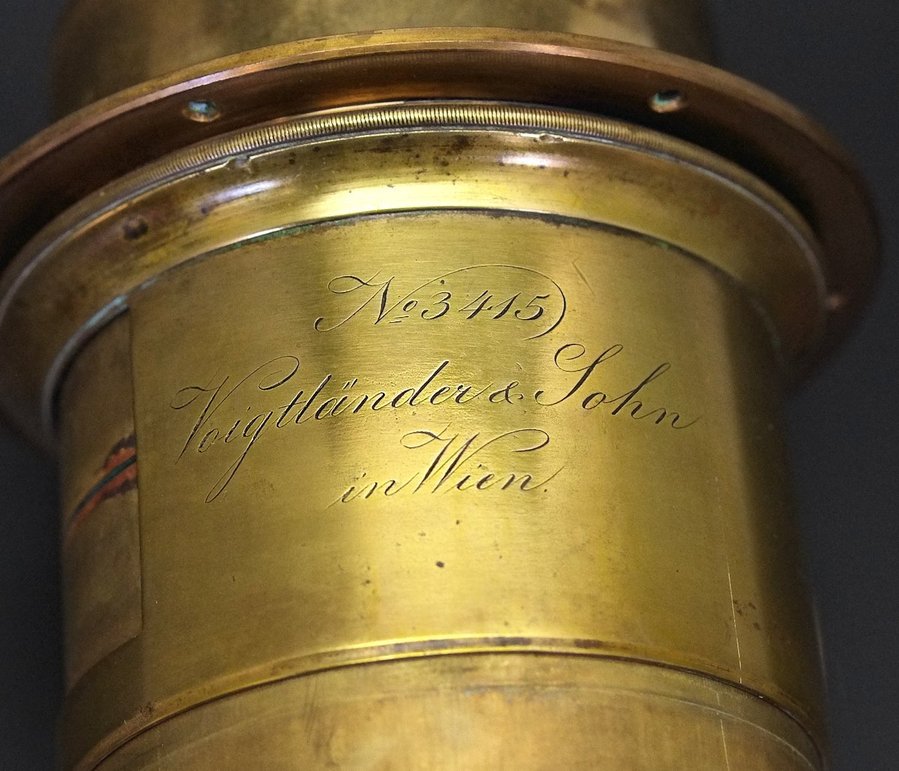 No 3415
Voigtländer & Sohn
in Wien.